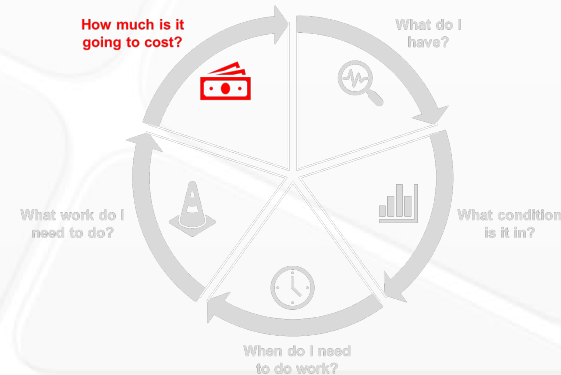 How much is it
going to cost?
What do I
have?
What condition
is it in?
When do I need
to do work?
What work do I
need to do?